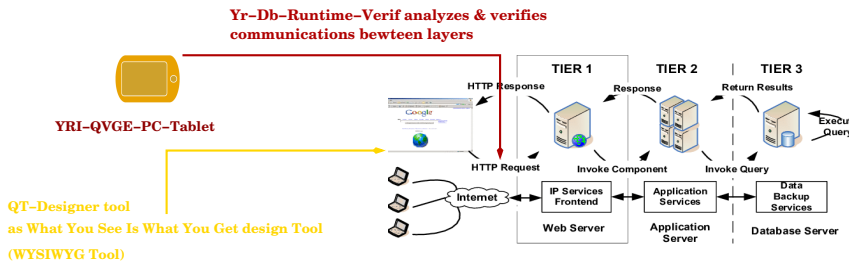 Yr-Db-Runtime-Verif analyzes & verifies
communications bewteen layers
TIER 1
TIER 2
TIER 3
HTTP Response
Response
Return Results
YRI-QVGE-PC-Tablet
Google
Execut
Query
HTTP Request
Invoke Component
Invoke Query
QT-Designer tool
as What You See Is What You Get design Tool
(WYSIWYG Tool)
Internet
IP Services
Frontend
Application
Services
Data
Backup
Services
Web Server
Application
Server
Database Server